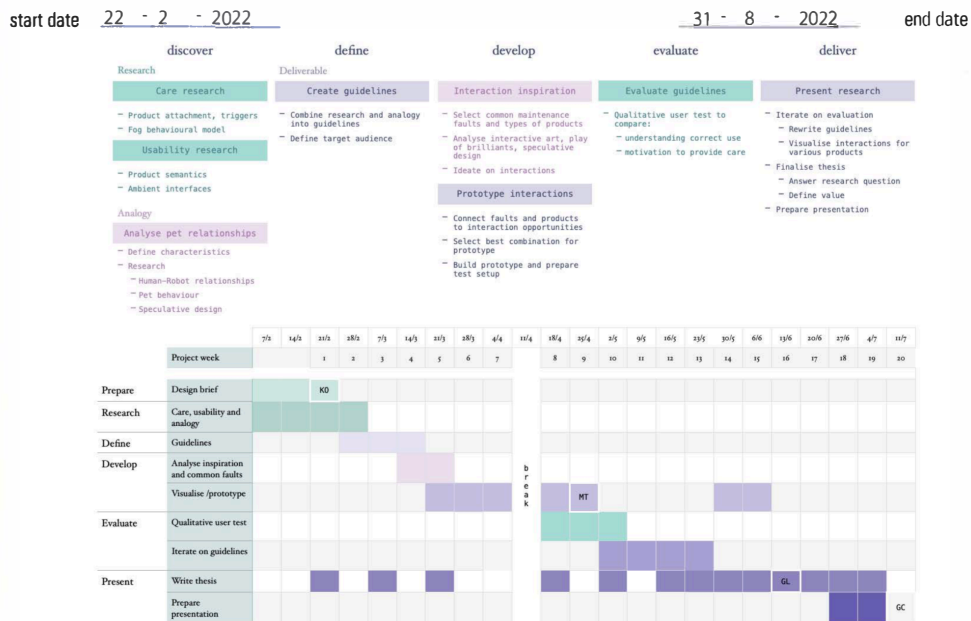 start date 22 - 2 - 2022 31 - 8 - 2022 end date
discover define develop evaluate deliver
Research
Care research
– Product attachment, triggers
– Fog behavioural model
Usability research
– Product semantics
– Ambient interfaces
Analogy
Analyse pet relationships
– Define characteristics
– Research
– Human-Robot relationships
– Pet behaviour
– Speculative design
Deliverable
Create guidelines
– Combine research and analogy
into guidelines
– Define target audience
Interaction inspiration
– Select common maintenance
faults and types of products
– Analyse interactive art, play
of brilliants, speculative
design
– Ideate on interactions
Prototype interactions
– Connect faults and products
to interaction opportunities
– Select best combination for
prototype
– Build prototype and prepare
test setup
Evaluate guidelines
– Qualitative user test to
compare:
– understanding correct use
– motivation to provide care
Present research
– Iterate on evaluation
– Rewrite guidelines
– Visualise interactions for
various products
– Finalise thesis
– Answer research question
– Define value
– Prepare presentation
7/2 14/2 21/2 28/2 7/3 14/3 21/3 28/3 4/4 11/4 18/4 25/4 2/5 9/5 16/5 23/5 30/5 6/6 13/6 20/6 27/6 4/7 11/7
Project week 1 2 3 4 5 6 7 8 9 10 11 12 13 14 15 16 17 18 19 20
Prepare Design brief KO
Research Care, usability and
analogy
Define Guidelines
Develop Analyse inspiration
and common faults
break
Visualise /prototype MT
Evaluate Qualitative user test
Iterate on guidelines
Present Write thesis GL
Prepare
presentation GC